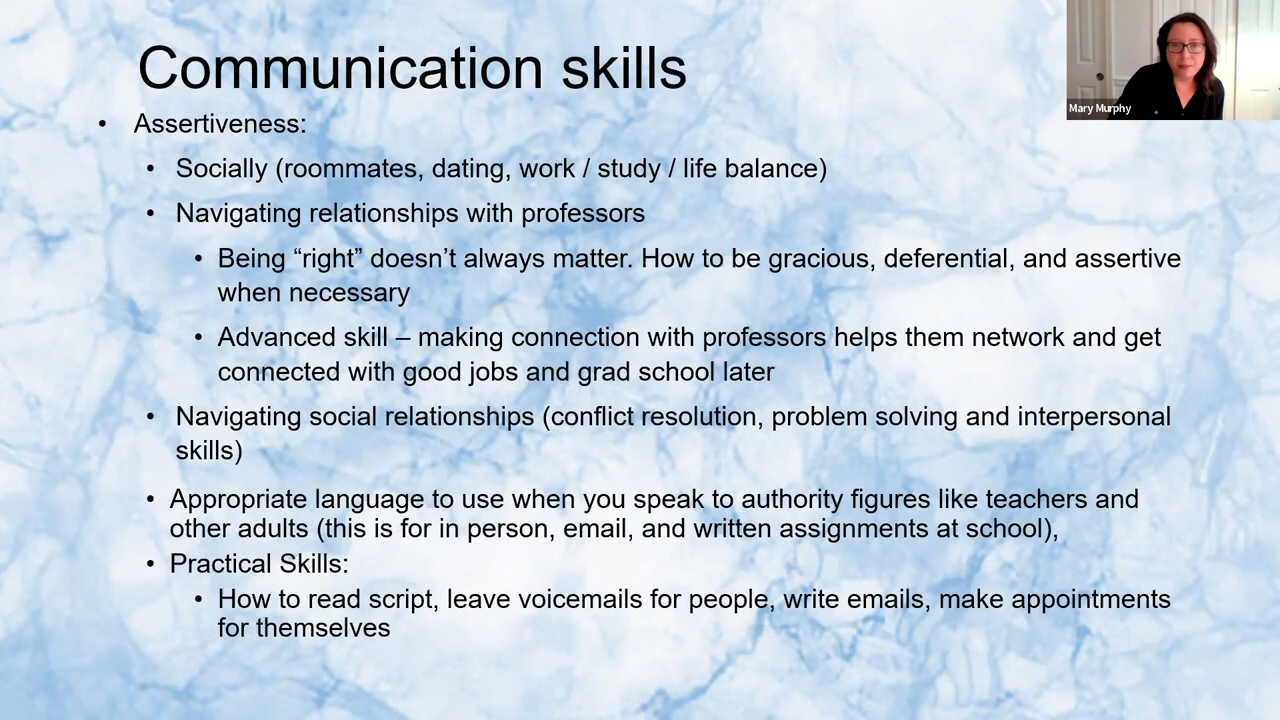 Communication skills
Mary Murphy
• Assertiveness:
• Socially (roommates, dating, work / study / life balance)
• Navigating relationships with professors
• Being “right” doesn’t always matter. How to be gracious, deferential, and assertive
when necessary
• Advanced skill – making connection with professors helps them network and get
connected with good jobs and grad school later
• Navigating social relationships (conflict resolution, problem solving and interpersonal
skills)
• Appropriate language to use when you speak to authority figures like teachers and
other adults (this is for in person, email, and written assignments at school),
• Practical Skills:
• How to read script, leave voicemails for people, write emails, make appointments
for themselves